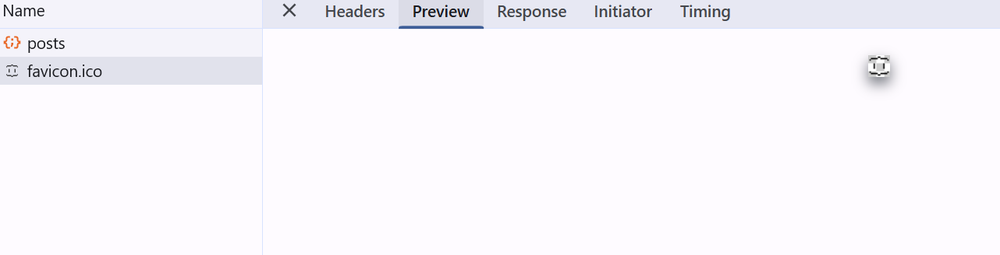 Name
Headers Preview Response Initiator Timing
posts
favicon.ico